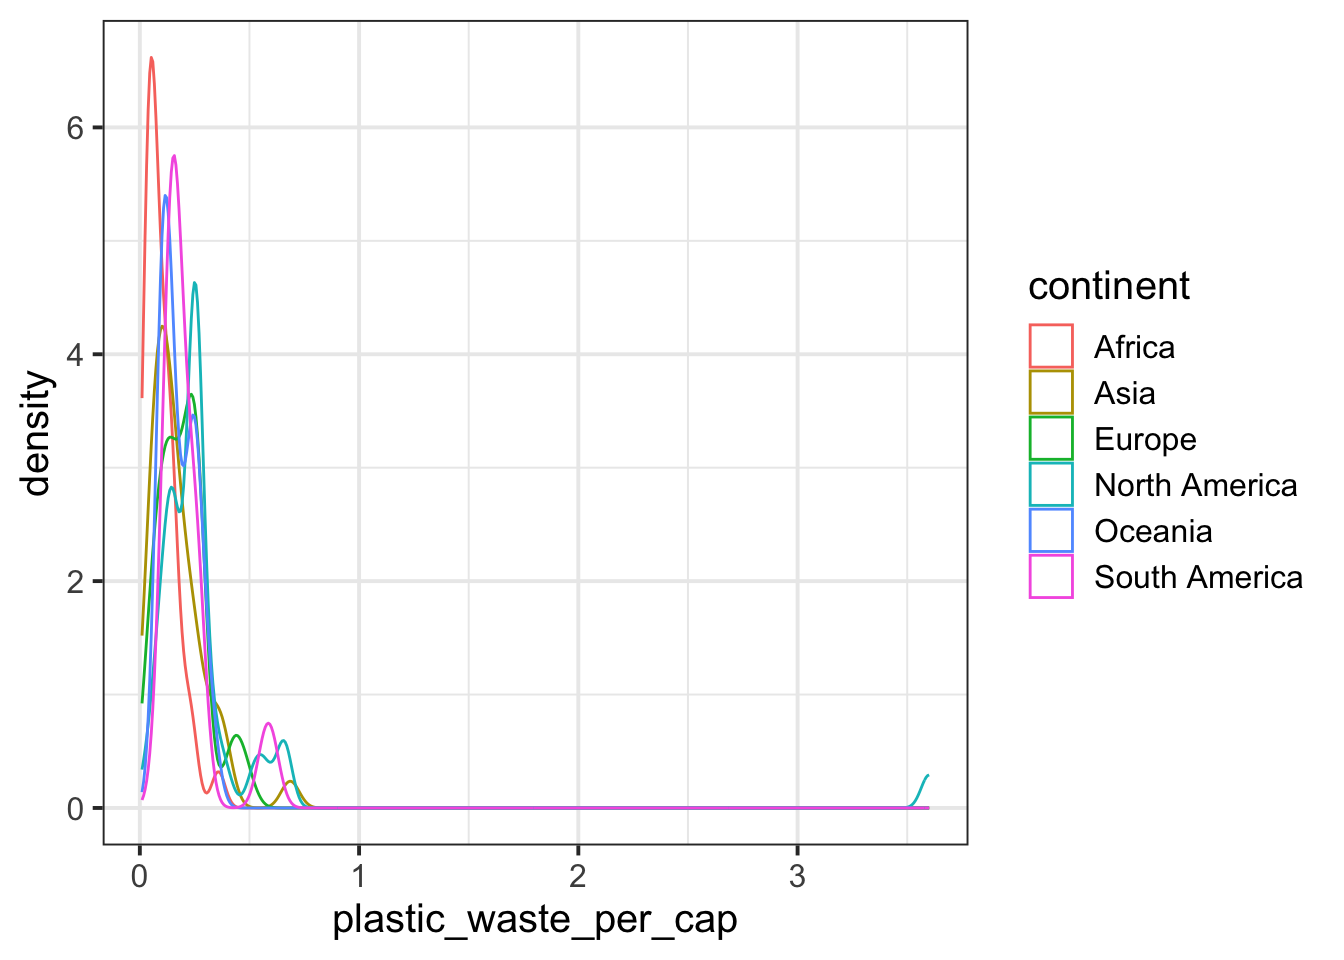 density
6
4
2
0
0 1 2 3
plastic_waste_per_cap
continent
Africa
Asia
Europe
North America
Oceania
South America